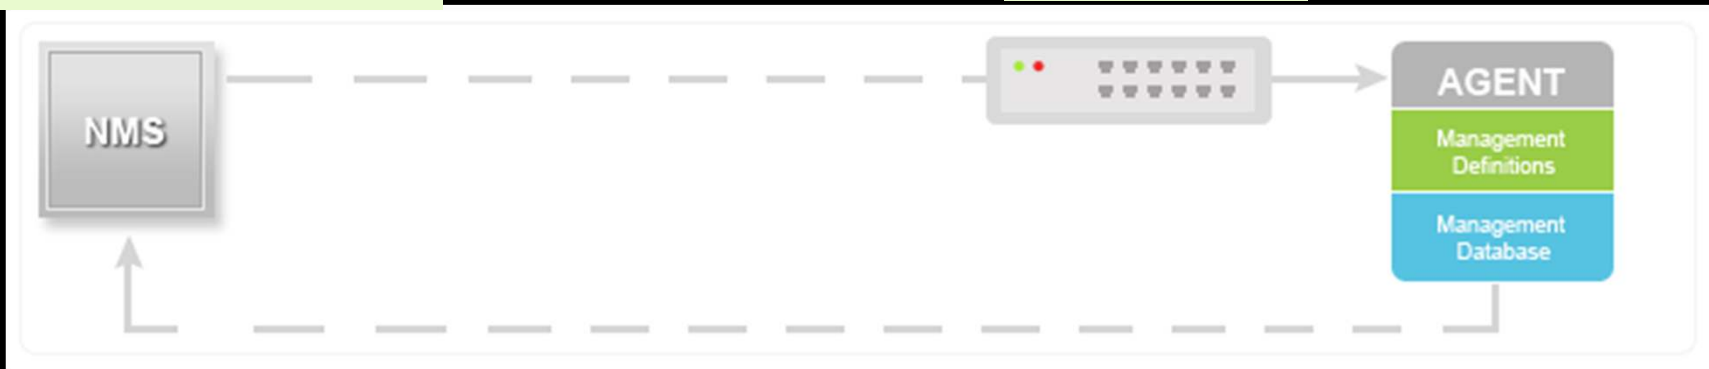 NMS
AGENT
Management
Definitions
Management
Database